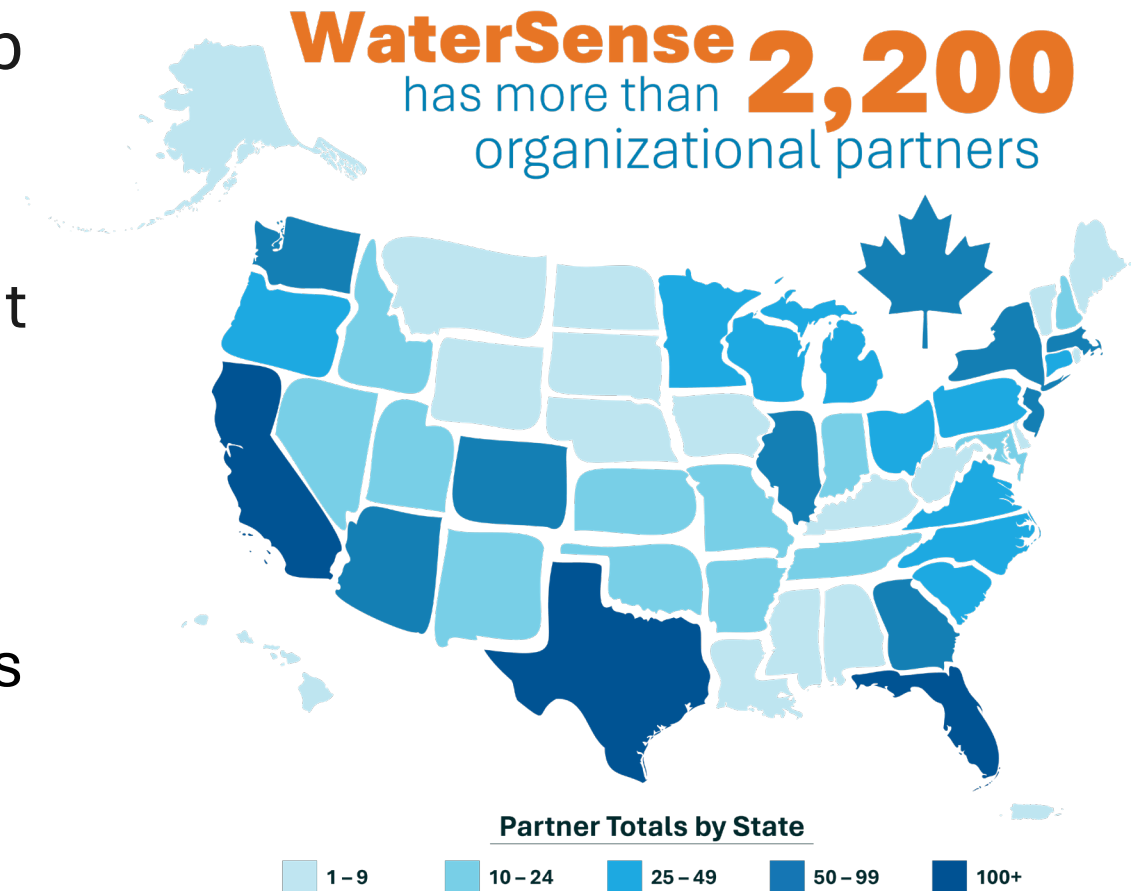 WaterSense
has more than 2,200
organizational partners
p
t
s
Partner Totals by State
1–9 10–24 25–49 50–99 100+